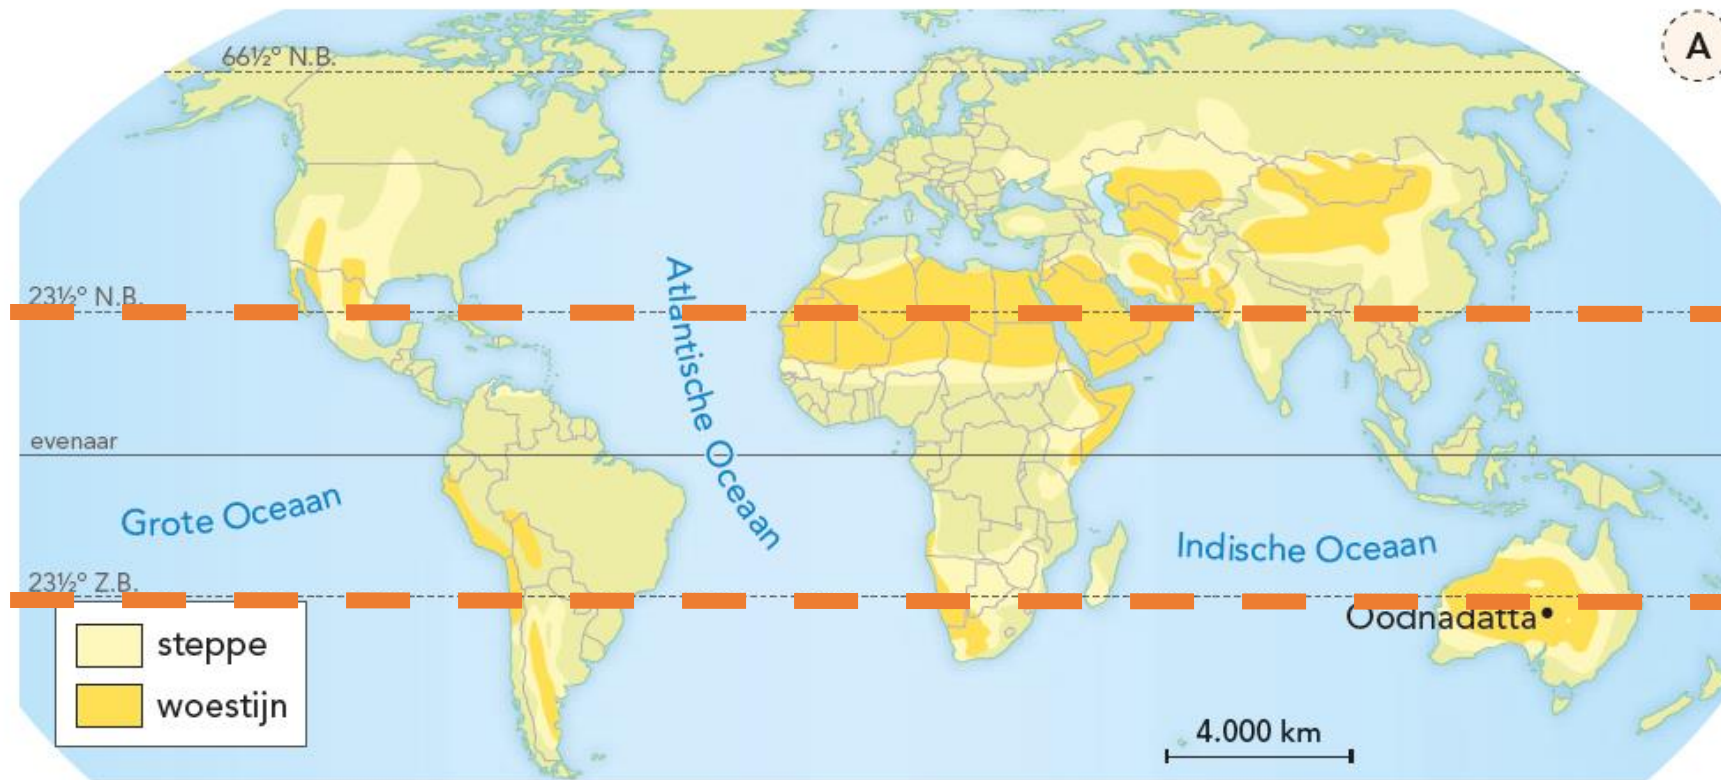 A
66½° N.B.
23½° N.B.
Atlantische Oceaan
evenaar
Grote Oceaan
Indische Oceaan
23½° Z.B.
Oodnadatta
steppe
woestijn
4.000 km